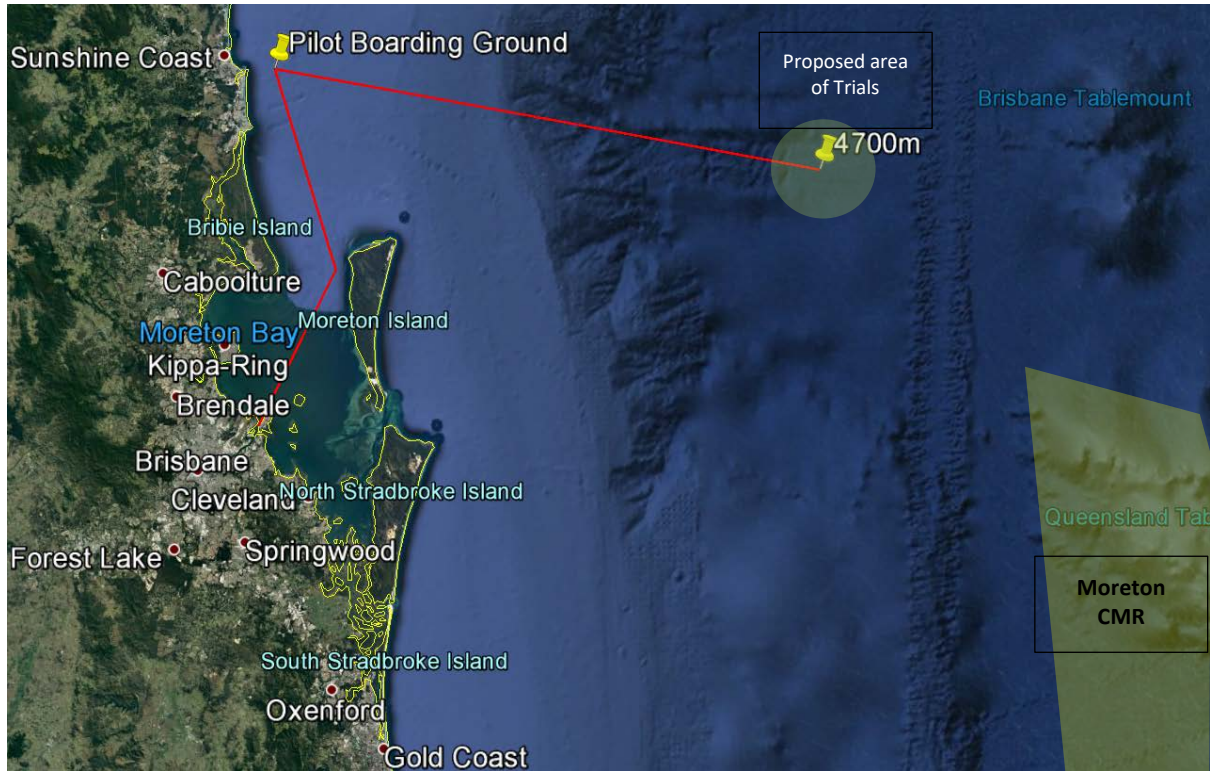 Sunshine Coast
Pilot Boarding Ground
Proposed area
of Trials
Brisbane Tablemount
4700m
Bribie Island
Caboolture
Moreton Island
Moreton Bay
Kippa-Ring
Brendale
Brisbane
Cleveland
North Stradbroke Island
Queensland Tab
Forest Lake
Springwood
Moreton
CMR
South Stradbroke Island
Oxenford
Gold Coast